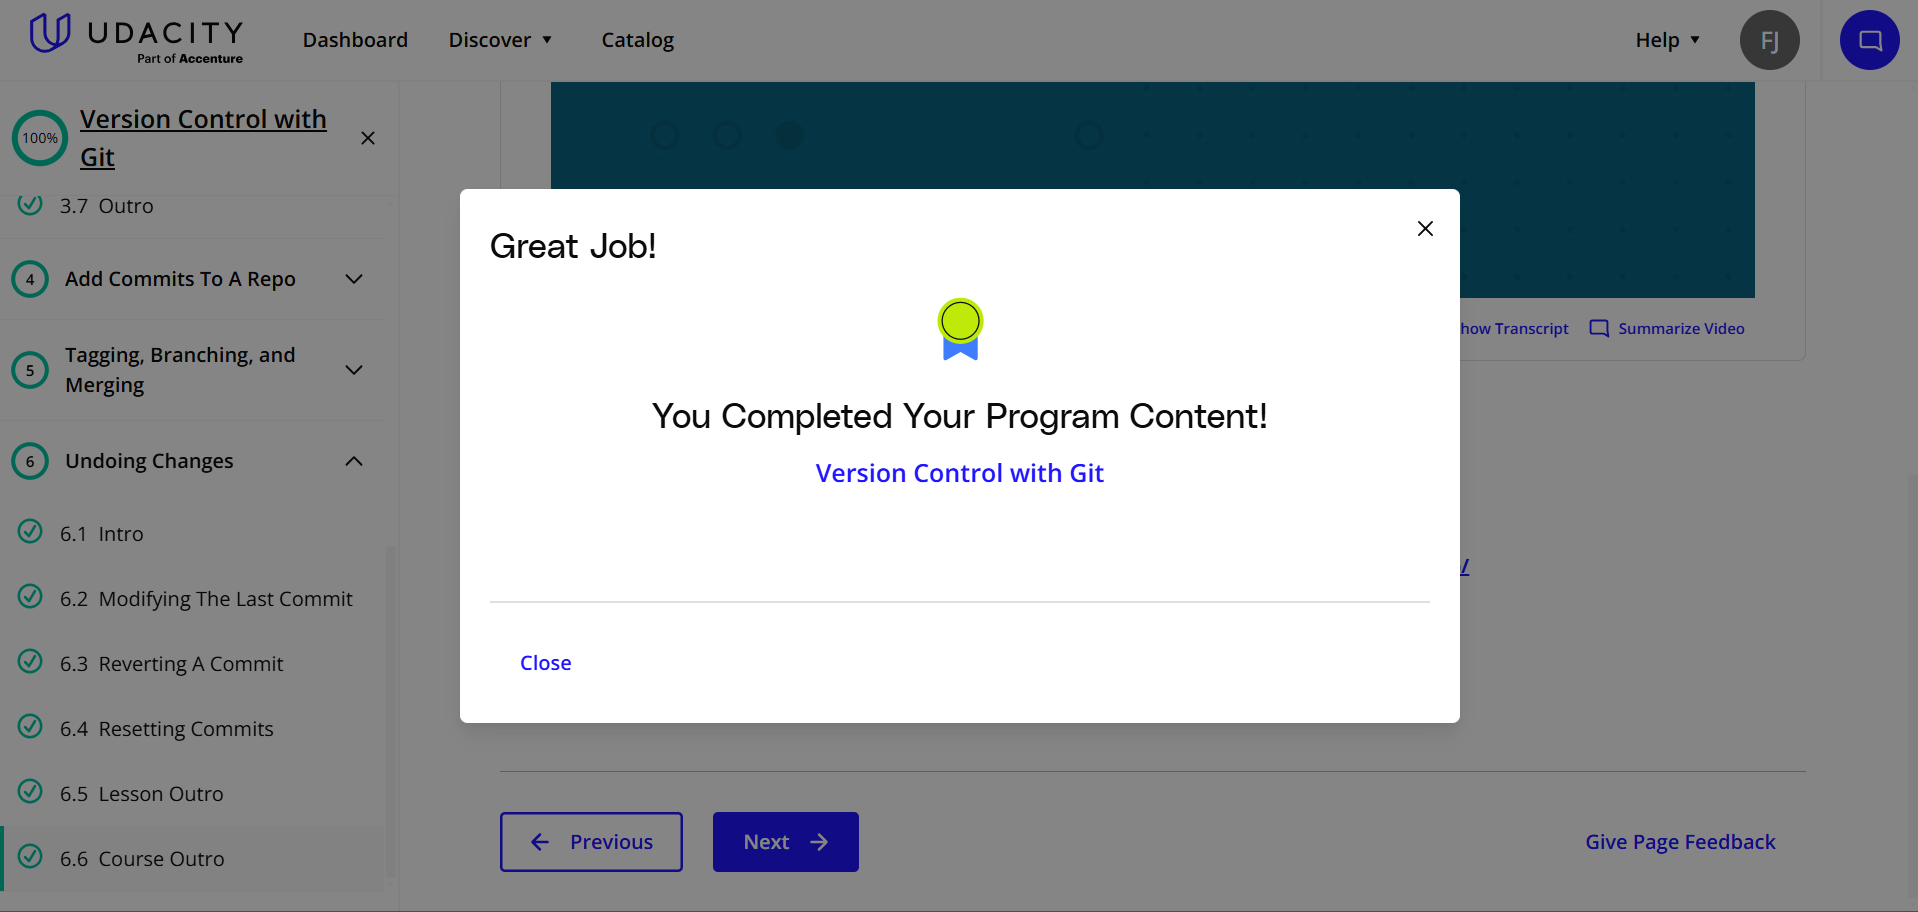 UDACITY
Part of Accenture
Dashboard
Discover
Catalog
Help
FJ
100%
Version Control with
Git
3.7 Outro
4
Add Commits To A Repo
5
Tagging, Branching, and
Merging
6
Undoing Changes
6.1 Intro
6.2 Modifying The Last Commit
6.3 Reverting A Commit
6.4 Resetting Commits
6.5 Lesson Outro
6.6 Course Outro
Great Job!
You Completed Your Program Content!
Version Control with Git
Close
how Transcript
Summarize Video
/
Previous
Next
Give Page Feedback